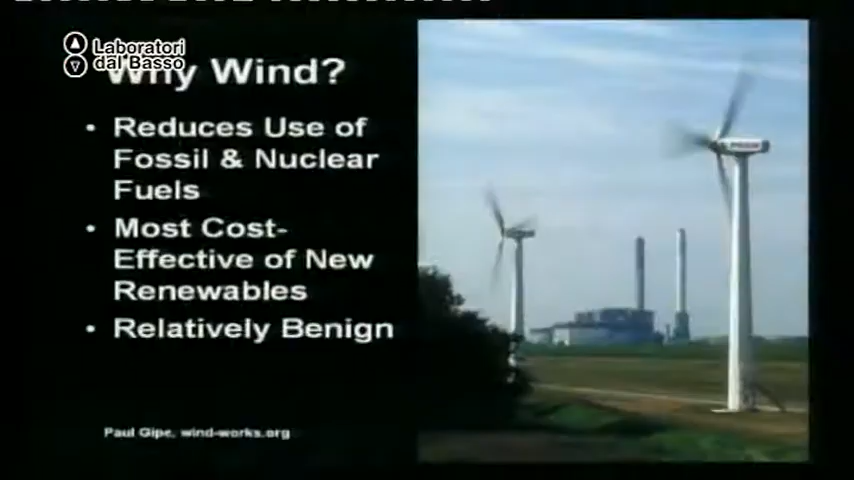 Laboratori
dal Basso
Why Wind?
• Reduces Use of
Fossil & Nuclear
Fuels
• Most Cost-
Effective of New
Renewables
• Relatively Benign
Paul Gipe, wind-works.org